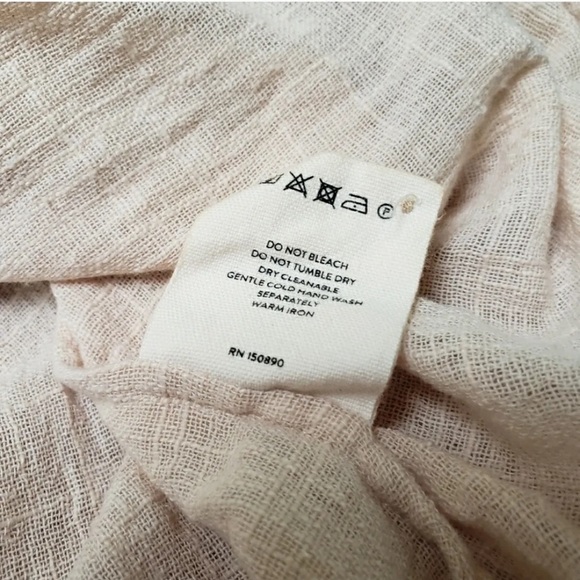 DO NOT BLEACH
DO NOT TUMBLE DRY
DRY CLEANABLE
GENTLE COLD HAND WASH
SEPARATELY
WARM IRON
RN 150890